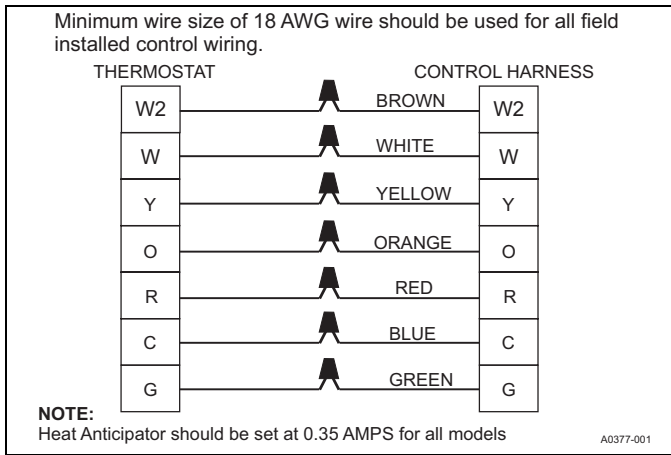 Minimum wire size of 18 AWG wire should be used for all field
installed control wiring.
THERMOSTAT CONTROL HARNESS
W2 BROWN W2
W WHITE W
Y YELLOW Y
O ORANGE O
R RED R
C BLUE C
G GREEN G
NOTE:
Heat Anticipator should be set at 0.35 AMPS for all models
A0377-001